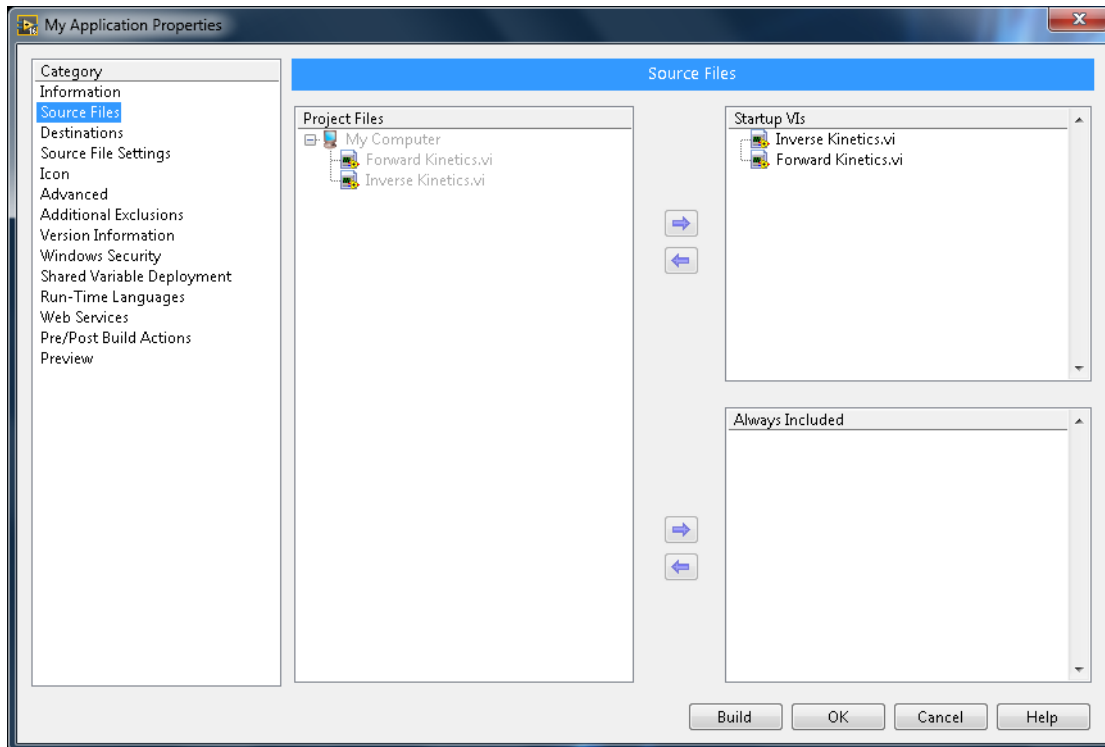 My Application Properties
Category
Information
Source Files
Destinations
Source File Settings
Icon
Advanced
Additional Exclusions
Version Information
Windows Security
Shared Variable Deployment
Run-Time Languages
Web Services
Pre/Post Build Actions
Preview
Source Files
Project Files
My Computer
Forward Kinetics.vi
Inverse Kinetics.vi
Startup VIs
Inverse Kinetics.vi
Forward Kinetics.vi
Always Included
Build
OK
Cancel
Help